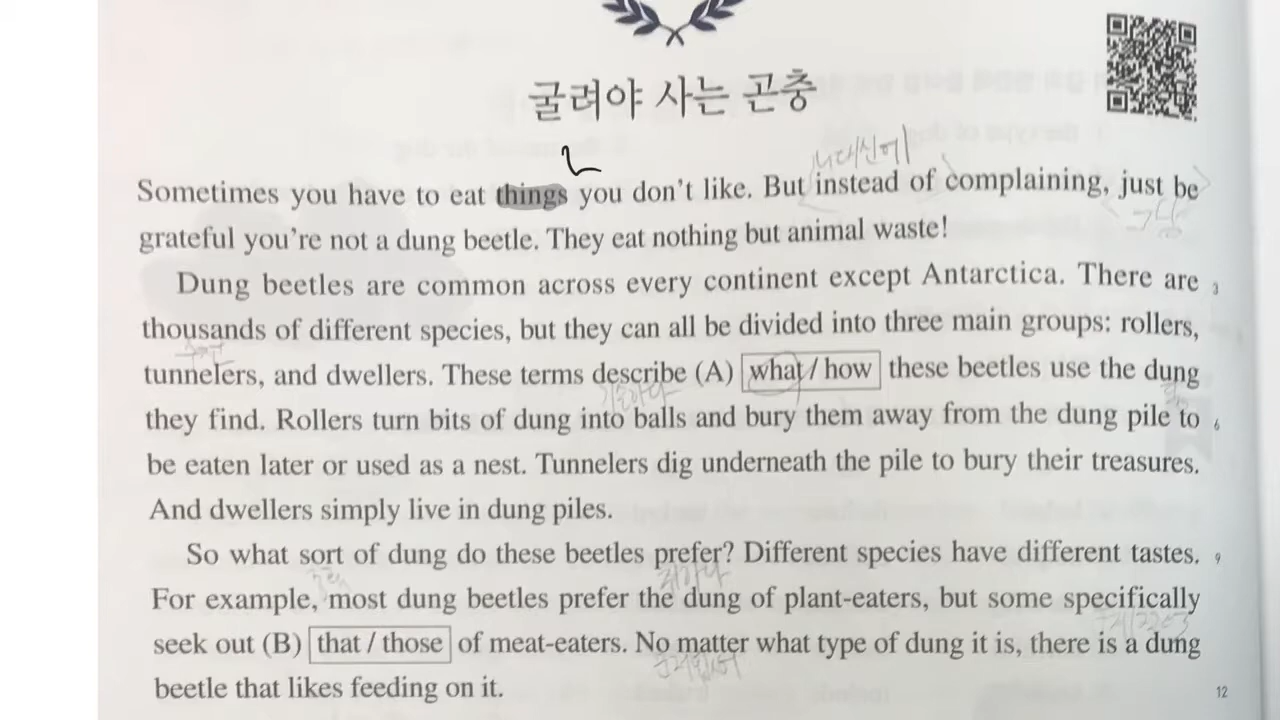 굴려야 사는 곤충
~대신에
Sometimes you have to eat things you don't like. But instead of complaining, just be
grateful you're not a dung beetle. They eat nothing but animal waste!
Dung beetles are common across every continent except Antarctica. There are 3
thousands of different species, but they can all be divided into three main groups: rollers,
tunnelers, and dwellers. These terms describe (A) what / how these beetles use the dung
they find. Rollers turn bits of dung into balls and bury them away from the dung pile to 6
be eaten later or used as a nest. Tunnelers dig underneath the pile to bury their treasures.
And dwellers simply live in dung piles.
So what sort of dung do these beetles prefer? Different species have different tastes. 9
For example, most dung beetles prefer the dung of plant-eaters, but some specifically
seek out (B) that / those of meat-eaters. No matter what type of dung it is, there is a dung
beetle that likes feeding on it.
12